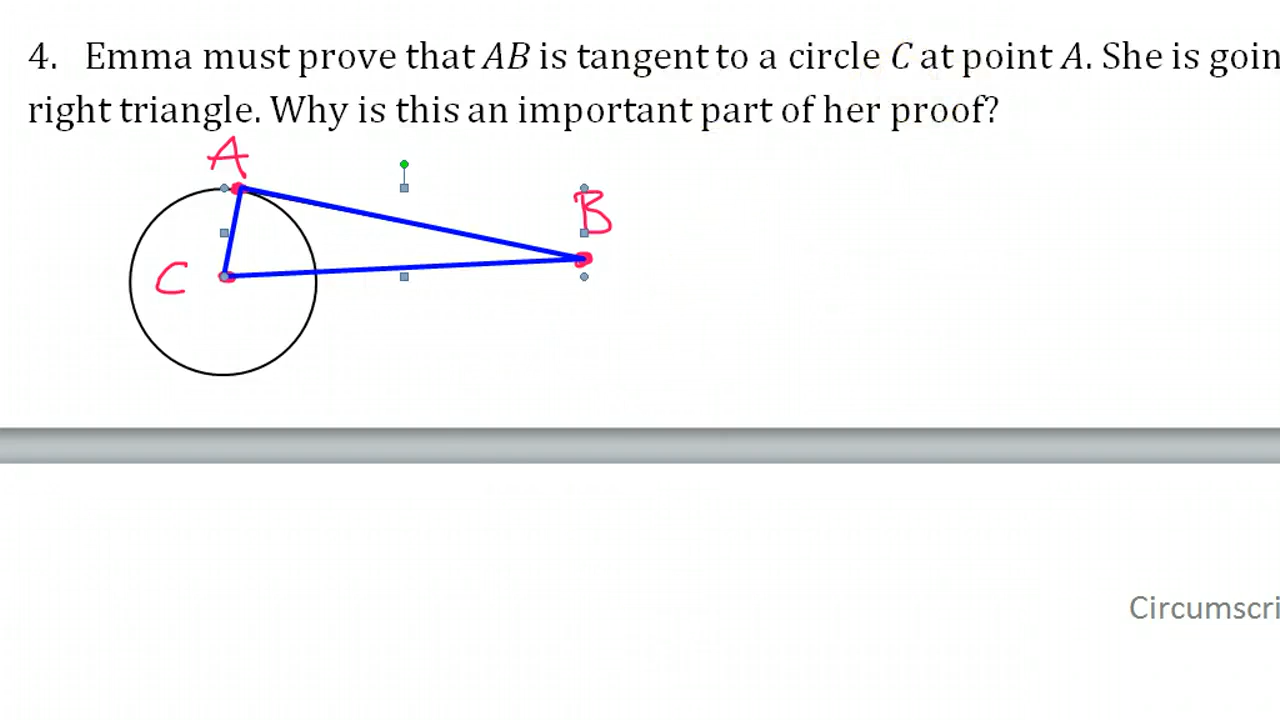 4. Emma must prove that AB is tangent to a circle C at point A. She is goin
right triangle. Why is this an important part of her proof?
A
B
C
Circumscri